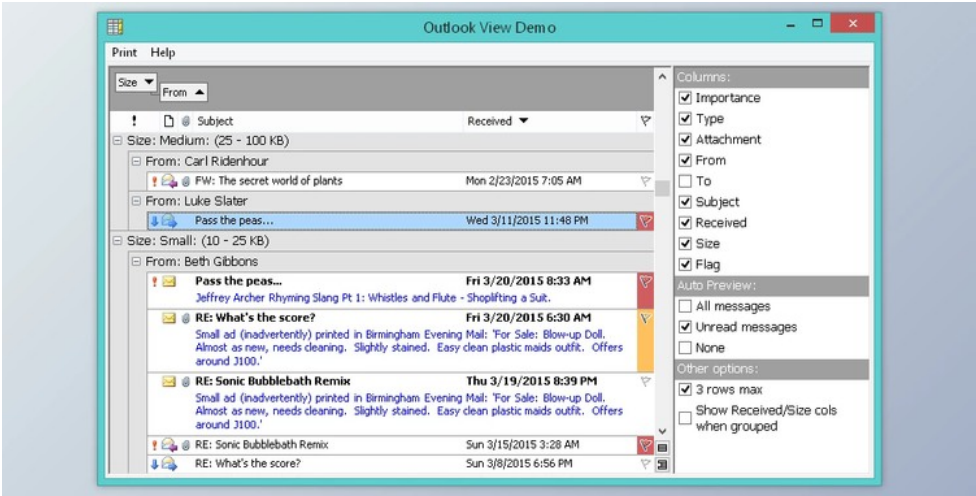 Outlook View Demo
Print Help
Size
From
! Subject Received
Size: Medium: (25 - 100 KB)
From: Carl Ridenhour
FW: The secret world of plants Mon 2/23/2015 7:05 AM
From: Luke Slater
Pass the peas... Wed 3/11/2015 11:48 PM
Size: Small: (10 - 25 KB)
From: Beth Gibbons
Pass the peas... Fri 3/20/2015 8:33 AM
Jeffrey Archer Rhyming Slang Pt 1: Whistles and Flute - Shoplifting a Suit.
RE: What's the score? Fri 3/20/2015 6:30 AM
Small ad (inadvertently) printed in Birmingham Evening Mail: 'For Sale: Blow-up Doll.
Almost as new, needs cleaning. Slightly stained. Easy clean plastic maids outfit. Offers
around J100.'
RE: Sonic Bubblebath Remix Thu 3/19/2015 8:39 PM
Small ad (inadvertently) printed in Birmingham Evening Mail: 'For Sale: Blow-up Doll.
Almost as new, needs cleaning. Slightly stained. Easy clean plastic maids outfit. Offers
around J100.'
RE: Sonic Bubblebath Remix Sun 3/15/2015 3:28 AM
RE: What's the score? Sun 3/8/2015 6:56 PM
Columns:
Importance
Type
Attachment
From
To
Subject
Received
Size
Flag
Auto Preview:
All messages
Unread messages
None
Other options:
3 rows max
Show Received/Size cols
when grouped